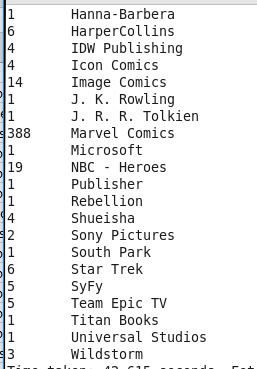 1 Hanna-Barbera
6 HarperCollins
4 IDW Publishing
4 Icon Comics
14 Image Comics
1 J. K. Rowling
1 J. R. R. Tolkien
388 Marvel Comics
1 Microsoft
19 NBC - Heroes
1 Publisher
1 Rebellion
4 Shueisha
2 Sony Pictures
1 South Park
6 Star Trek
5 SyFy
5 Team Epic TV
1 Titan Books
1 Universal Studios
3 Wildstorm
Time taken: 42.615 seconds, Fet